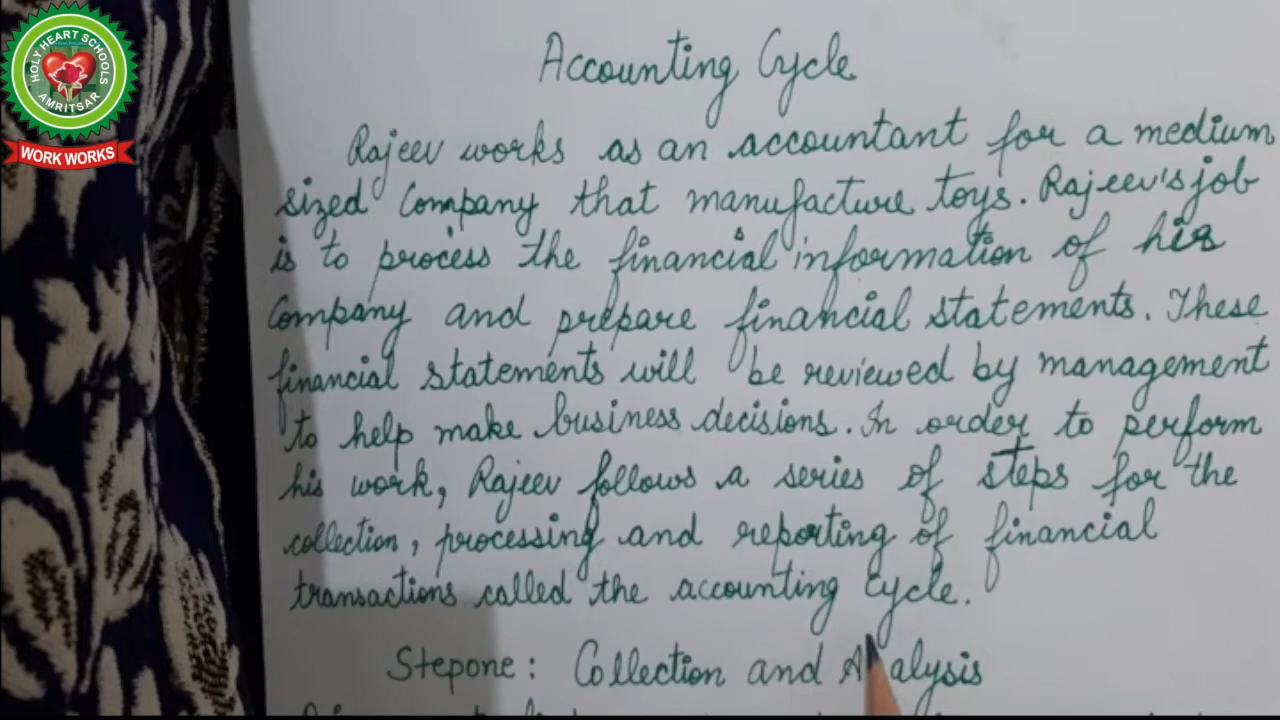 HOLY HEART SCHOOLS
AMRITSAR
WORK WORKS
Accounting Cycle
Rajeev works as an accountant for a medium
sized Company that manufacture toys. Rajeev's job
is to process the financial information of his
Company and prepare financial statements. These
financial statements will be reviewed by management
to help make business decisions. In order to perform
his work, Rajeev follows a series of steps for the
collection, processing and reporting of financial
transactions called the accounting Cycle.
Stepone: Collection and Analysis